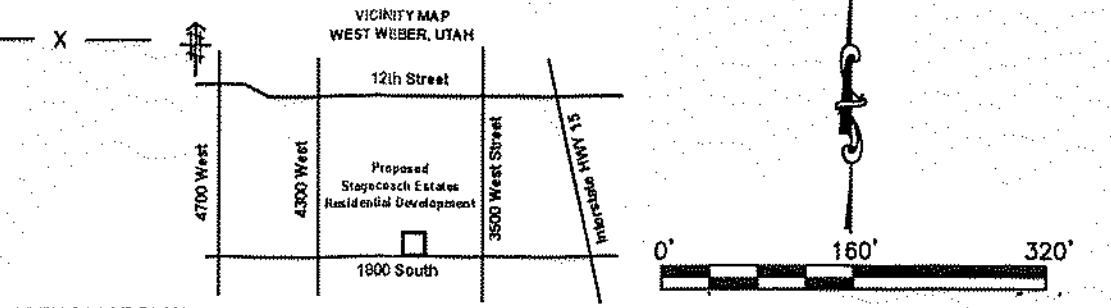 X
VICINITY MAP
WEST WEBER, UTAH
12th Street
4700 West
4300 West
Proposed
Stagecoach Estates
Residential Development
3500 West Street
Interstate HWY 15
1800 South
0' 160' 320'